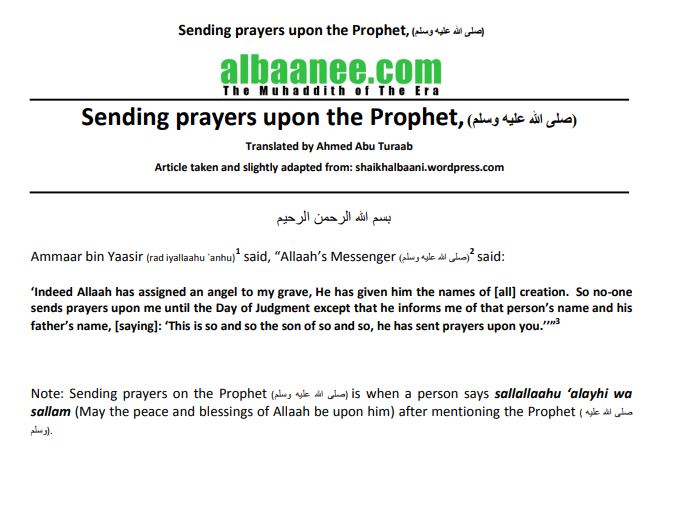 Sending prayers upon the Prophet, (صلى الله عليه وسلم)
albaanee.com
The Muhaddith of The Era
Sending prayers upon the Prophet, (صلى الله عليه وسلم)
Translated by Ahmed Abu Turaab
Article taken and slightly adapted from: shaikhalbaani.wordpress.com
بسم الله الرحمن الرحيم
Ammaar bin Yaasir (rad iyallaahu `anhu)1 said, “Allaah’s Messenger (صلى الله عليه وسلم)2 said:
‘Indeed Allaah has assigned an angel to my grave, He has given him the names of [all] creation. So no-one
sends prayers upon me until the Day of Judgment except that he informs me of that person’s name and his
father’s name, [saying]: ‘This is so and so the son of so and so, he has sent prayers upon you.’’”3
Note: Sending prayers on the Prophet (صلى الله عليه وسلم) is when a person says sallallaahu ‘alayhi wa
sallam (May the peace and blessings of Allaah be upon him) after mentioning the Prophet ( صلى الله عليه
وسلم).